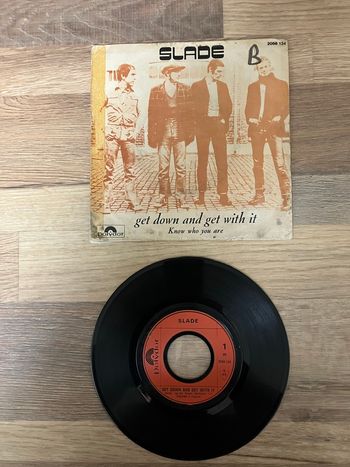 SLADE
2058 134
B
get down and get with it
Know who you are
polydor
SLADE
1
polydor
GET DOWN AND GET WITH IT